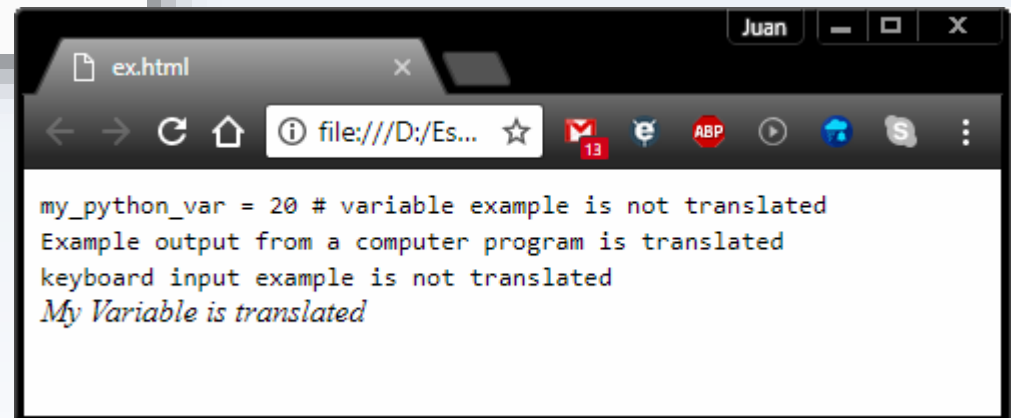 Juan
ex.html
file:///D:/Es...
13
ABP
S
my_python_var = 20 # variable example is not translated
Example output from a computer program is translated
keyboard input example is not translated
My Variable is translated